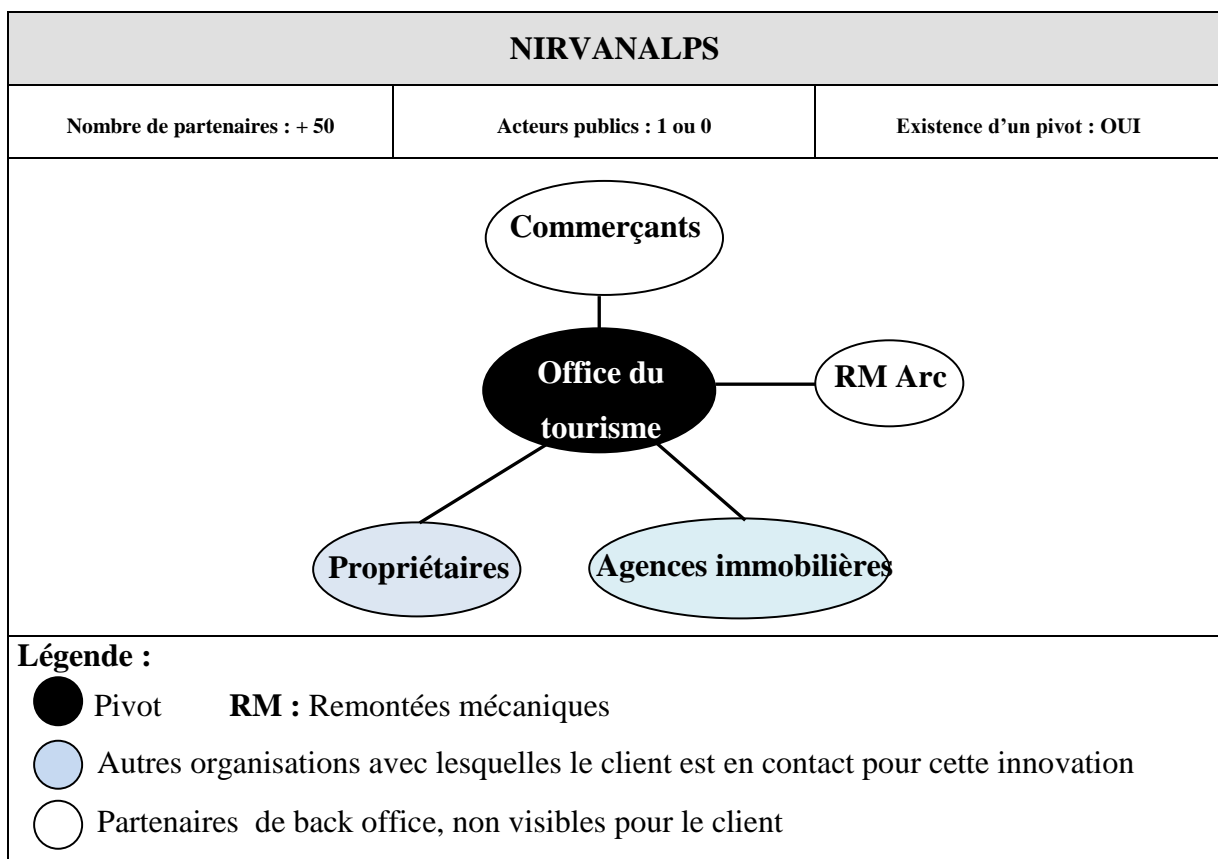 NIRVANALPS
Nombre de partenaires : + 50
Acteurs publics : 1 ou 0
Existence d'un pivot : OUI
Commerçants
Office du
tourisme
RM Arc
Propriétaires
Agences immobilières
Légende :
Pivot RM : Remontées mécaniques
Autres organisations avec lesquelles le client est en contact pour cette innovation
Partenaires de back office, non visibles pour le client